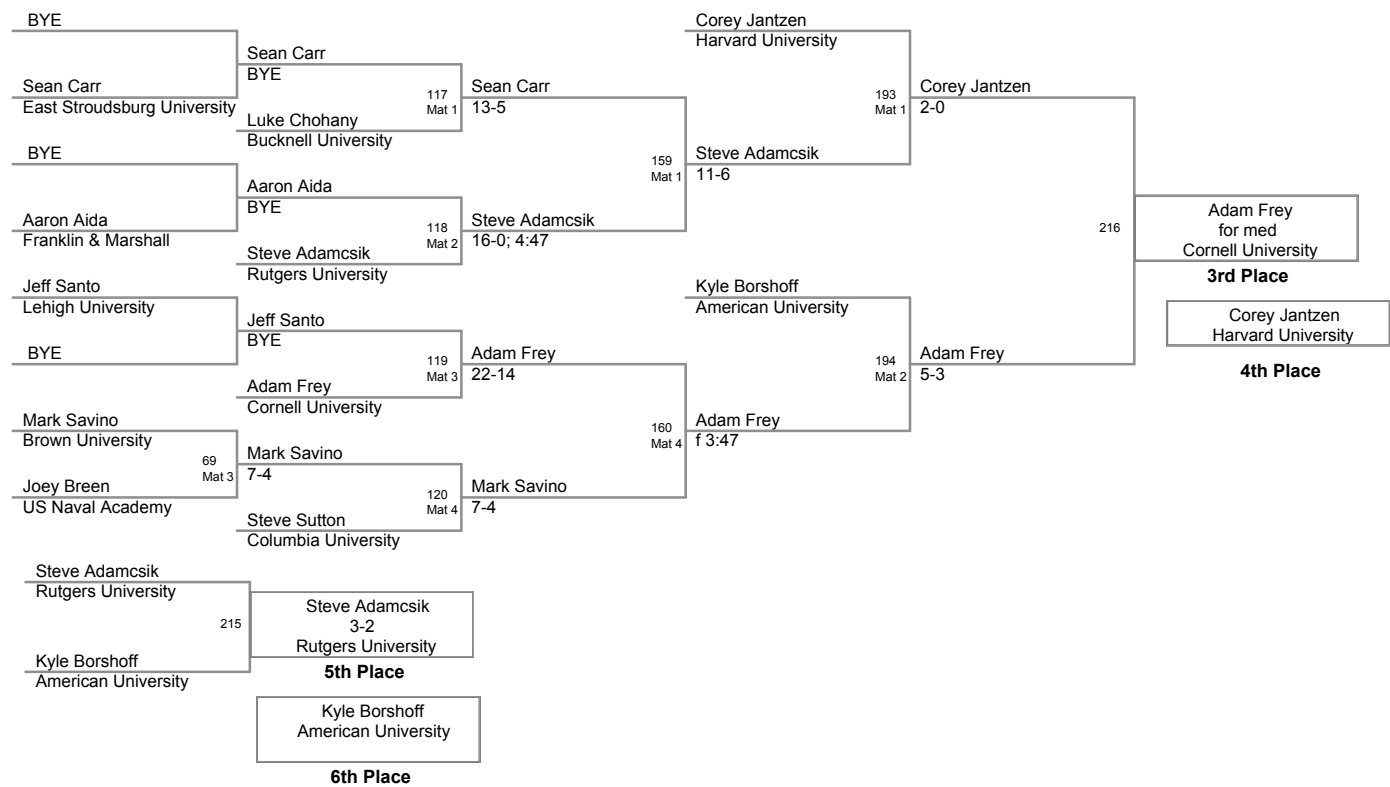 BYE
Sean Carr
East Stroudsburg University
BYE
Aaron Aida
Franklin & Marshall
Jeff Santo
Lehigh University
BYE
Mark Savino
Brown University
69
Mat 3
Joey Breen
US Naval Academy
Sean Carr
BYE
117
Mat 1
Luke Chohany
Bucknell University
Aaron Aida
BYE
118
Mat 2
Steve Adamcsik
Rutgers University
Jeff Santo
BYE
119
Mat 3
Adam Frey
Cornell University
Mark Savino
7-4
120
Mat 4
Steve Sutton
Columbia University
Sean Carr
13-5
159
Mat 1
Steve Adamcsik
16-0; 4:47
Adam Frey
22-14
160
Mat 4
Mark Savino
7-4
Corey Jantzen
Harvard University
193
Mat 1
Steve Adamcsik
11-6
Kyle Borshoff
American University
194
Mat 2
Adam Frey
f 3:47
Corey Jantzen
2-0
216
Adam Frey
5-3
Adam Frey
for med
Cornell University
3rd Place
Corey Jantzen
Harvard University
4th Place
Steve Adamcsik
Rutgers University
215
Kyle Borshoff
American University
Steve Adamcsik
3-2
Rutgers University
5th Place
Kyle Borshoff
American University
6th Place